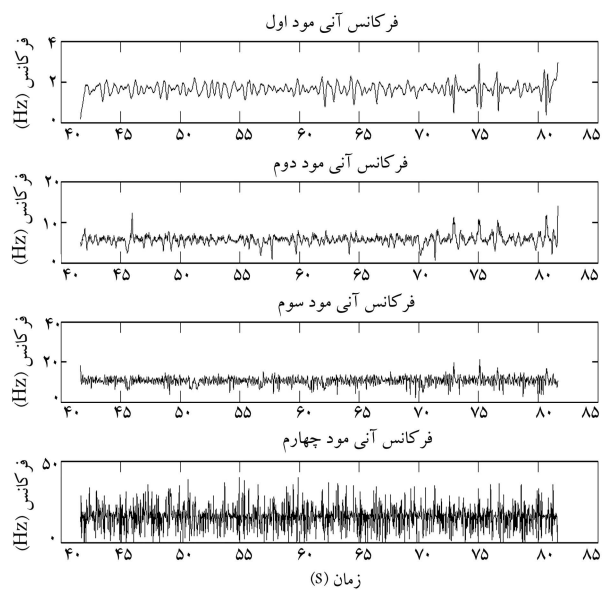 فرکانس آنی مود اول
فرکانس (Hz)
۴
۲
۰
۴۰ ۴۵ ۵۰ ۵۵ ۶۰ ۶۵ ۷۰ ۷۵ ۸۰ ۸۵
فرکانس آنی مود دوم
فرکانس (Hz)
۲۰
۱۰
۰
۴۰ ۴۵ ۵۰ ۵۵ ۶۰ ۶۵ ۷۰ ۷۵ ۸۰ ۸۵
فرکانس آنی مود سوم
فرکانس (Hz)
۴۰
۲۰
۰
۴۰ ۴۵ ۵۰ ۵۵ ۶۰ ۶۵ ۷۰ ۷۵ ۸۰ ۸۵
فرکانس آنی مود چهارم
فرکانس (Hz)
۵۰
۰
۴۰ ۴۵ ۵۰ ۵۵ ۶۰ ۶۵ ۷۰ ۷۵ ۸۰ ۸۵
زمان (S)